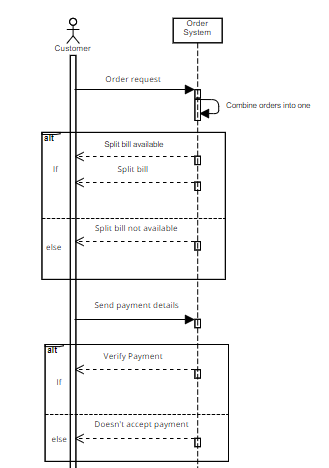 Order
System
Customer
Order request
Combine orders into one
alt
Split bill available
If
Split bill
Split bill not available
else
Send payment details
alt
Verify Payment
If
Doesn't accept payment
else